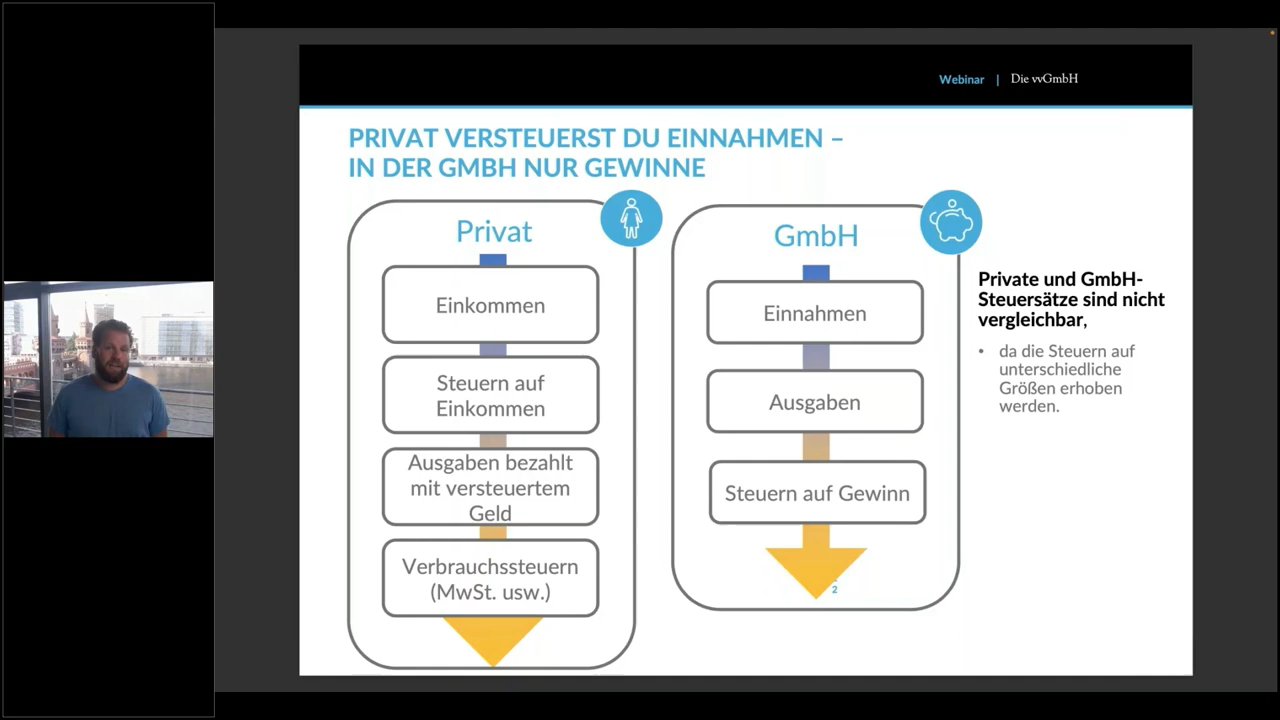 Webinar | Die vvGmbH
PRIVAT VERSTEUERST DU EINNAHMEN –
IN DER GMBH NUR GEWINNE
Privat
Einkommen
Steuern auf
Einkommen
Ausgaben bezahlt
mit versteuertem
Geld
Verbrauchssteuern
(MwSt. usw.)
GmbH
Einnahmen
Ausgaben
Steuern auf Gewinn
2
Private und GmbH-
Steuersätze sind nicht
vergleichbar,
• da die Steuern auf
unterschiedliche
Größen erhoben
werden.